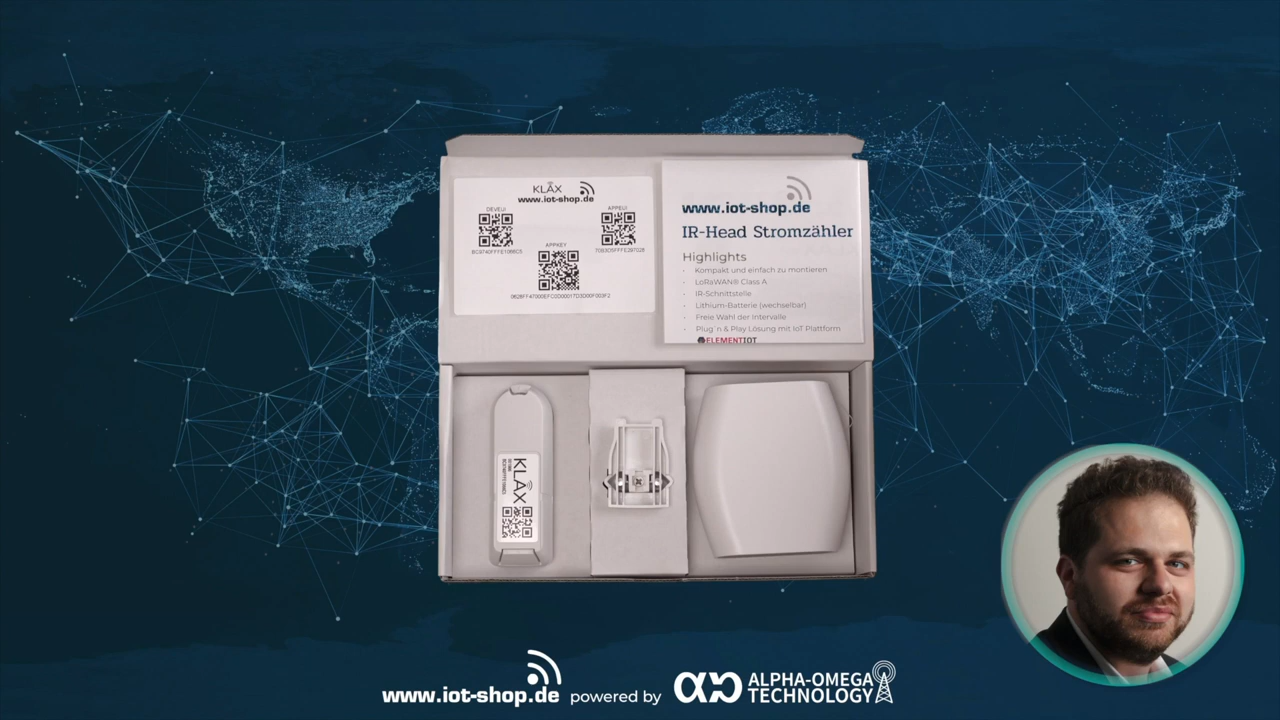 KLAX
www.iot-shop.de
DEVEUI
APPEUI
APPKEY
www.iot-shop.de
IR-Head Stromzähler
Highlights
· Kompakt und einfach zu montieren
· LoRaWAN® Class A
· IR-Schnittstelle
· Lithium-Batterie (wechselbar)
· Freie Wahl der Intervalle
· Plug´n & Play Lösung mit IoT Plattform
ELEMENTIOT
KLAX
www.iot-shop.de powered by ALPHA-OMEGA
TECHNOLOGY